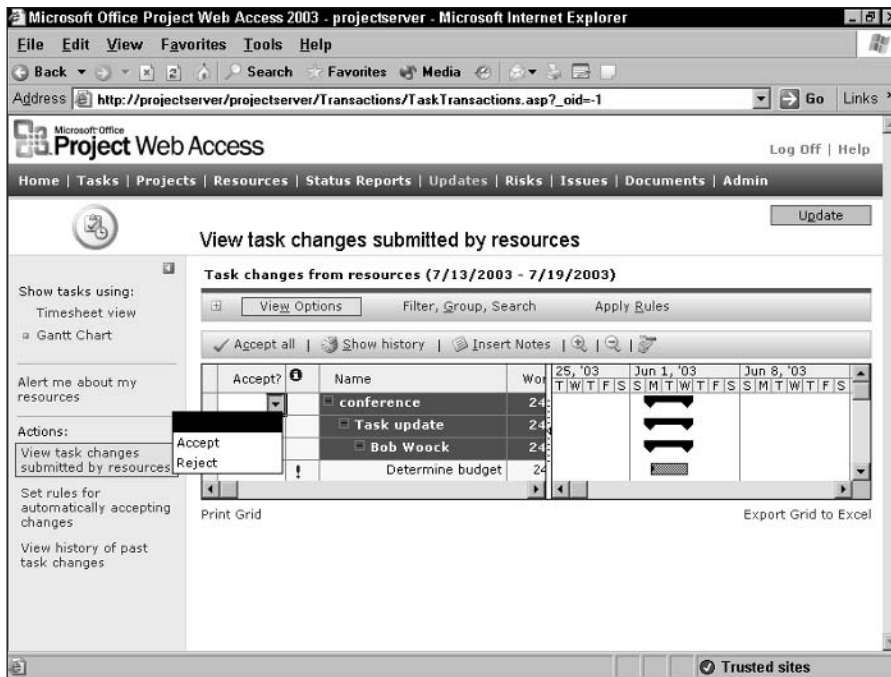 Microsoft Office Project Web Access 2003 - projectserver - Microsoft Internet Explorer
File Edit View Favorites Tools Help
Back Search Favorites Media
Address http://projectserver/projectserver/Transactions/TaskTransactions.asp?_oid=-1 Go Links
Microsoft Office
Project Web Access
Log Off | Help
Home | Tasks | Projects | Resources | Status Reports | Updates | Risks | Issues | Documents | Admin
Update
View task changes submitted by resources
Task changes from resources (7/13/2003 - 7/19/2003)
Show tasks using:
Timesheet view
Gantt Chart
Alert me about my
resources
Actions:
View task changes
submitted by resources
Set rules for
automatically accepting
changes
View history of past
task changes
View Options Filter, Group, Search Apply Rules
Accept all | Show history | Insert Notes | | |
Accept? Name Wor 25, '03 Jun 1, '03 Jun 8, '03
T W T F S S M T W T F S S M T W T F S
conference 24
Task update 24
Bob Woock 24
Determine budget 24
Accept
Reject
Print Grid Export Grid to Excel
Trusted sites